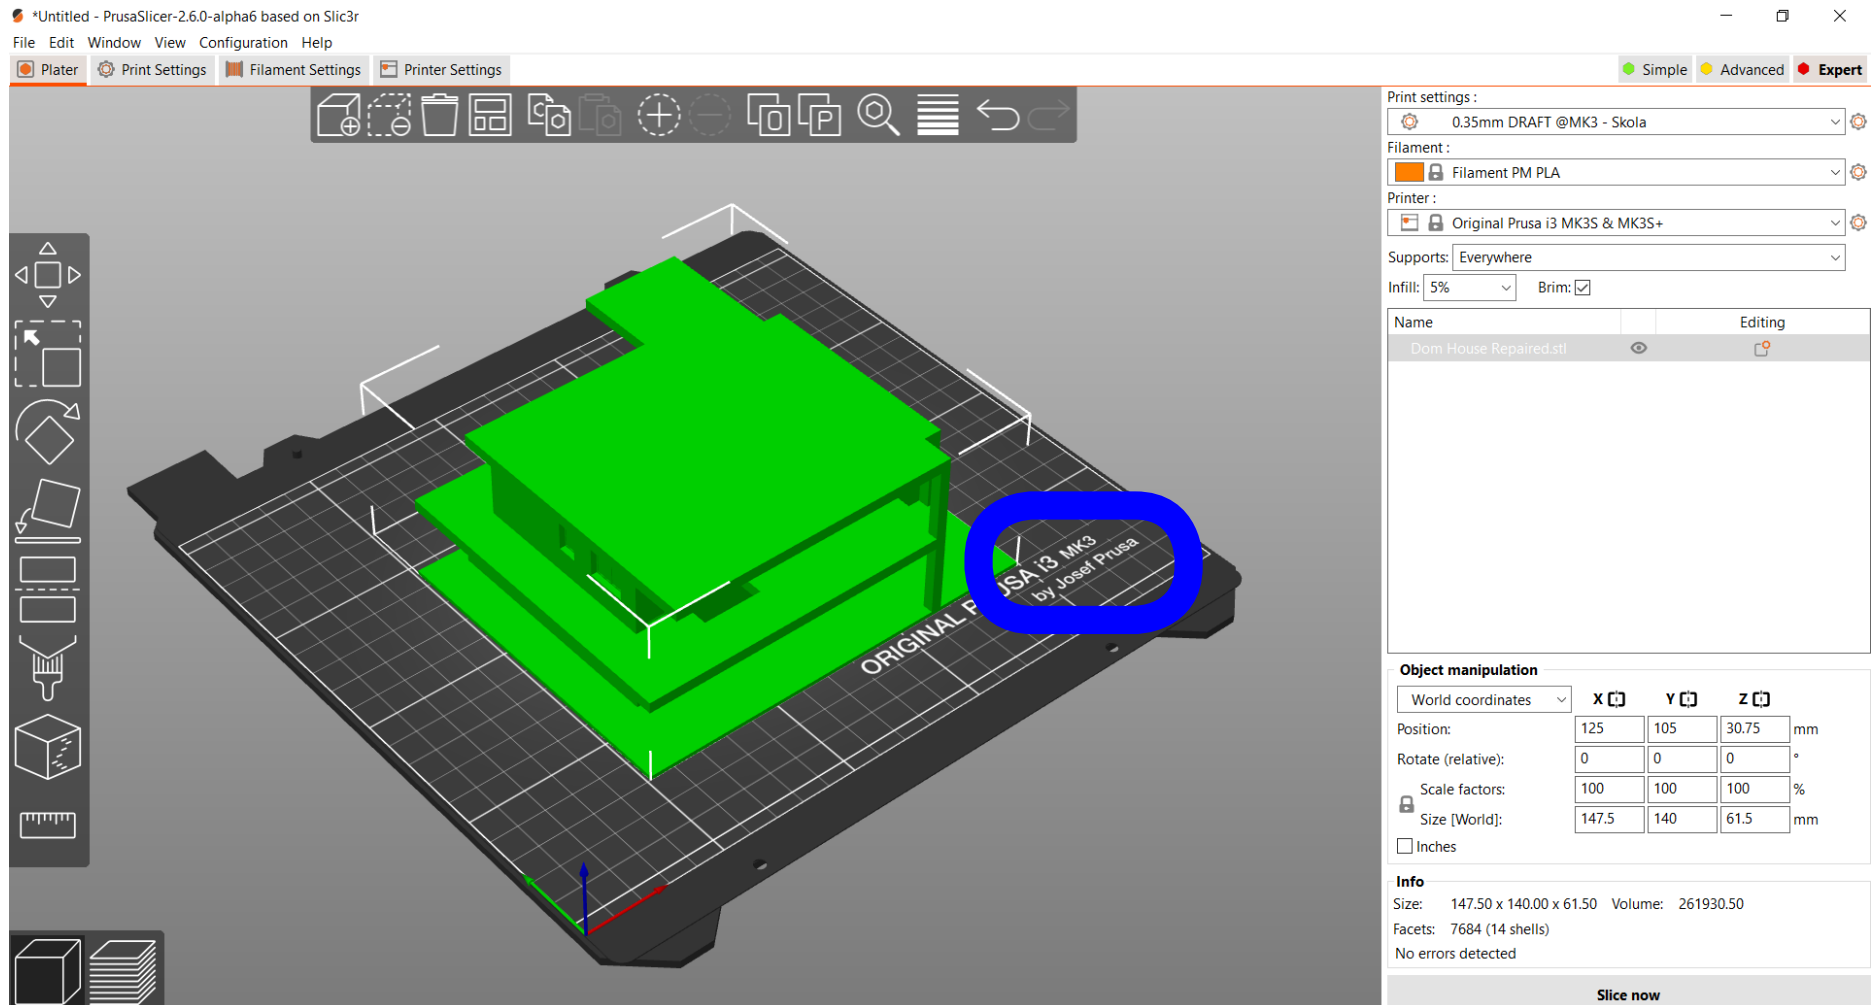 *Untitled - PrusaSlicer-2.6.0-alpha6 based on Slic3r
File Edit Window View Configuration Help
Plater Print Settings Filament Settings Printer Settings Simple Advanced Expert
Print settings :
0.35mm DRAFT @MK3 - Skola
Filament :
Filament PM PLA
Printer :
Original Prusa i3 MK3S & MK3S+
Supports: Everywhere
Infill: 5% Brim:
Name Editing
Dom House Repaired.stl
ORIGINAL PRUSA i3 MK3
by Josef Prusa
Object manipulation
World coordinates X Y Z
Position: 125 105 30.75 mm
Rotate (relative): 0 0 0 °
Scale factors: 100 100 100 %
Size [World]: 147.5 140 61.5 mm
Inches
Info
Size: 147.50 x 140.00 x 61.50 Volume: 261930.50
Facets: 7684 (14 shells)
No errors detected
Slice now